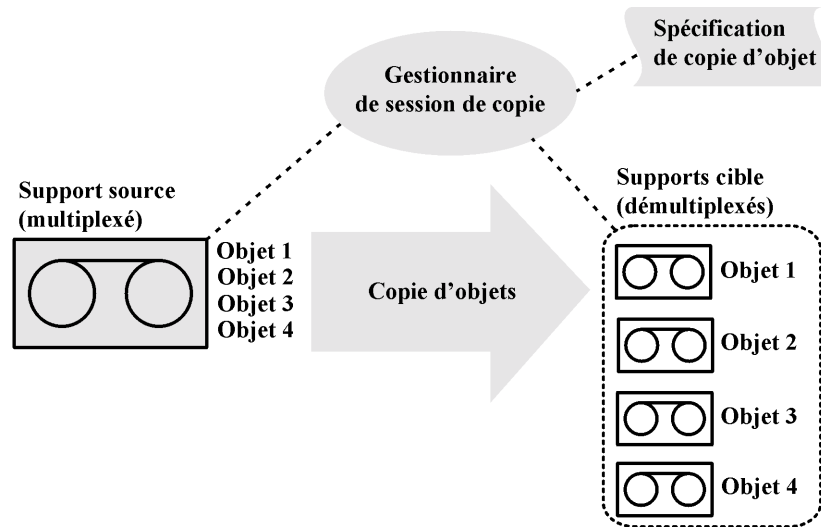 Spécification
de copie d'objet
Gestionnaire
de session de copie
Support source
(multiplexé)
Objet 1
Objet 2
Objet 3
Objet 4
Copie d'objets
Supports cible
(démultiplexés)
Objet 1
Objet 2
Objet 3
Objet 4